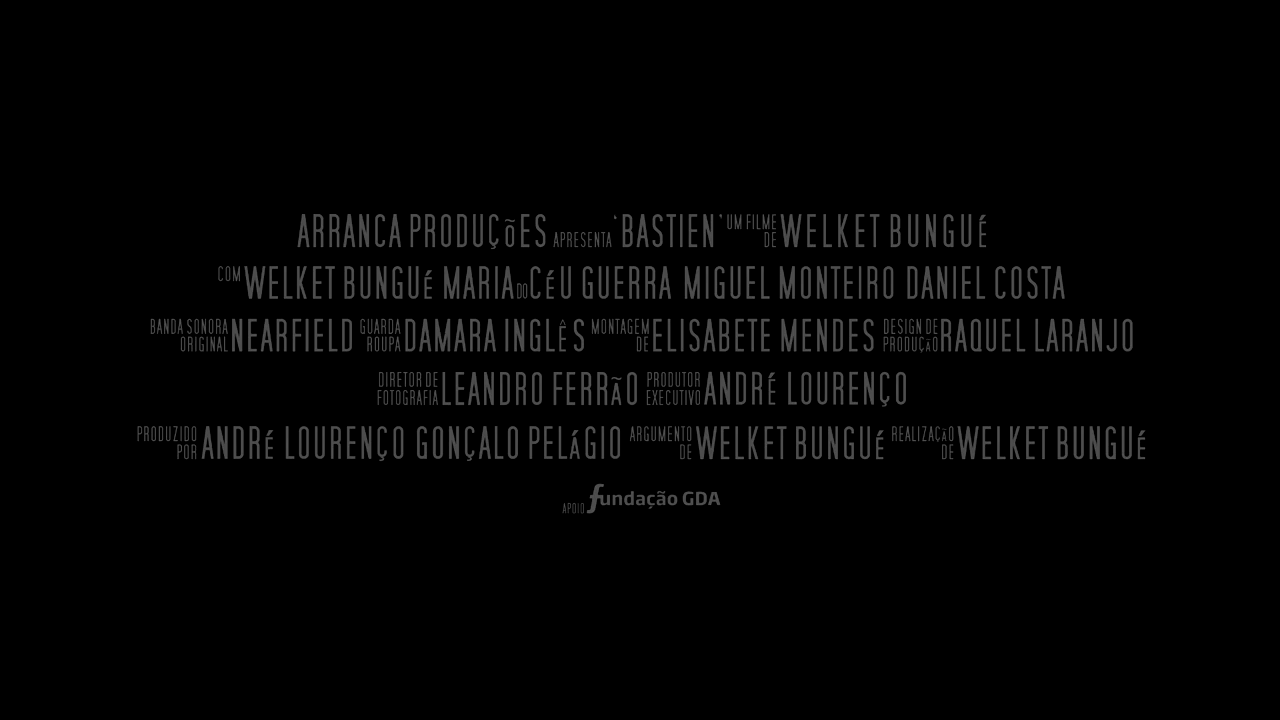 ARRANCA PRODUÇÕES APRESENTA 'BASTIEN' UM FILME DE WELKET BUNGUÉ
COM WELKET BUNGUÉ MARIA DO CÉU GUERRA MIGUEL MONTEIRO DANIEL COSTA
BANDA SONORA ORIGINAL NEARFIELD GUARDA ROUPA DAMARA INGLÊS MONTAGEM DE ELISABETE MENDES DESIGN DE PRODUÇÃO RAQUEL LARANJO
DIRETOR DE FOTOGRAFIA LEANDRO FERRÃO PRODUTOR EXECUTIVO ANDRÉ LOURENÇO
PRODUZIDO POR ANDRÉ LOURENÇO GONÇALO PELÁGIO ARGUMENTO DE WELKET BUNGUÉ REALIZAÇÃO DE WELKET BUNGUÉ
APOIO fundação GDA